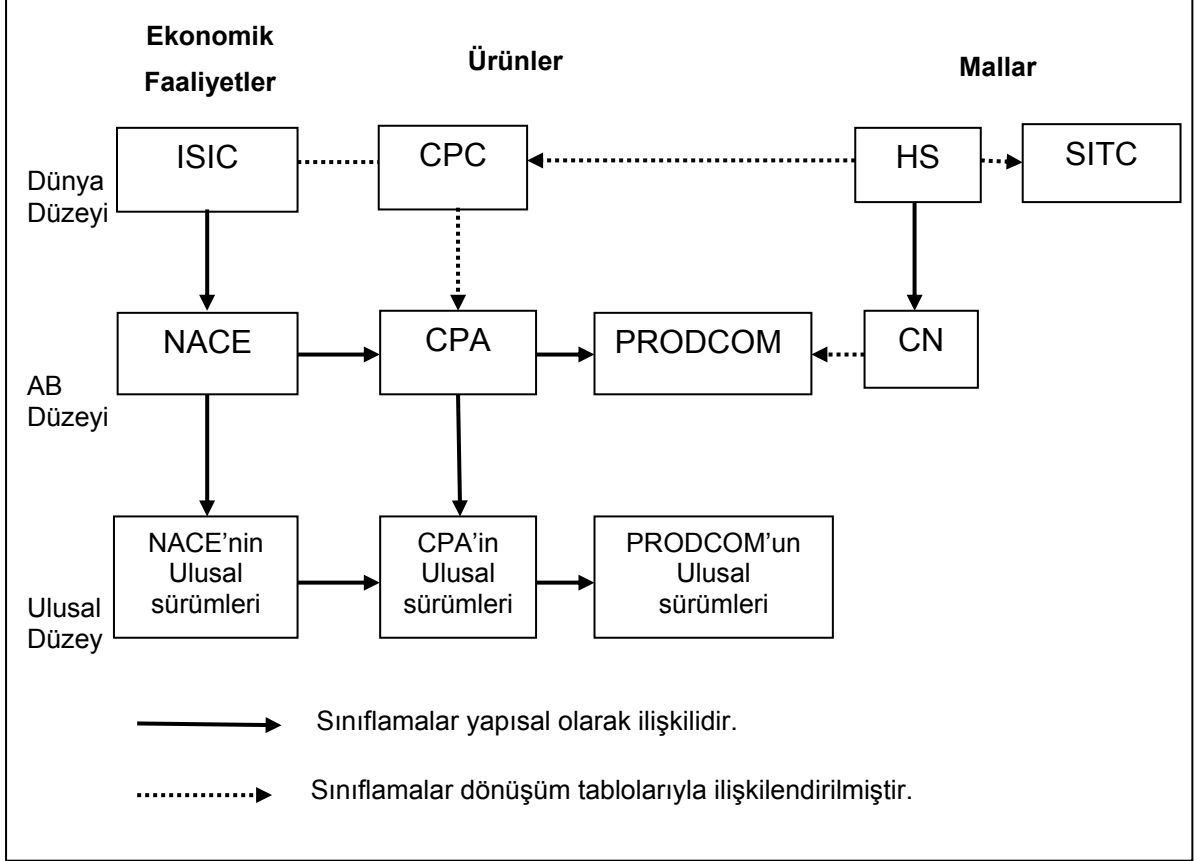 Ekonomik
Faaliyetler
Ürünler
Mallar
Dünya
Düzeyi
ISIC
CPC
HS
SITC
AB
Düzeyi
NACE
CPA
PRODCOM
CN
Ulusal
Düzey
NACE’nin
Ulusal
sürümleri
CPA’in
Ulusal
sürümleri
PRODCOM’un
Ulusal
sürümleri
Sınıflamalar yapısal olarak ilişkilidir.
Sınıflamalar dönüşüm tablolarıyla ilişkilendirilmiştir.